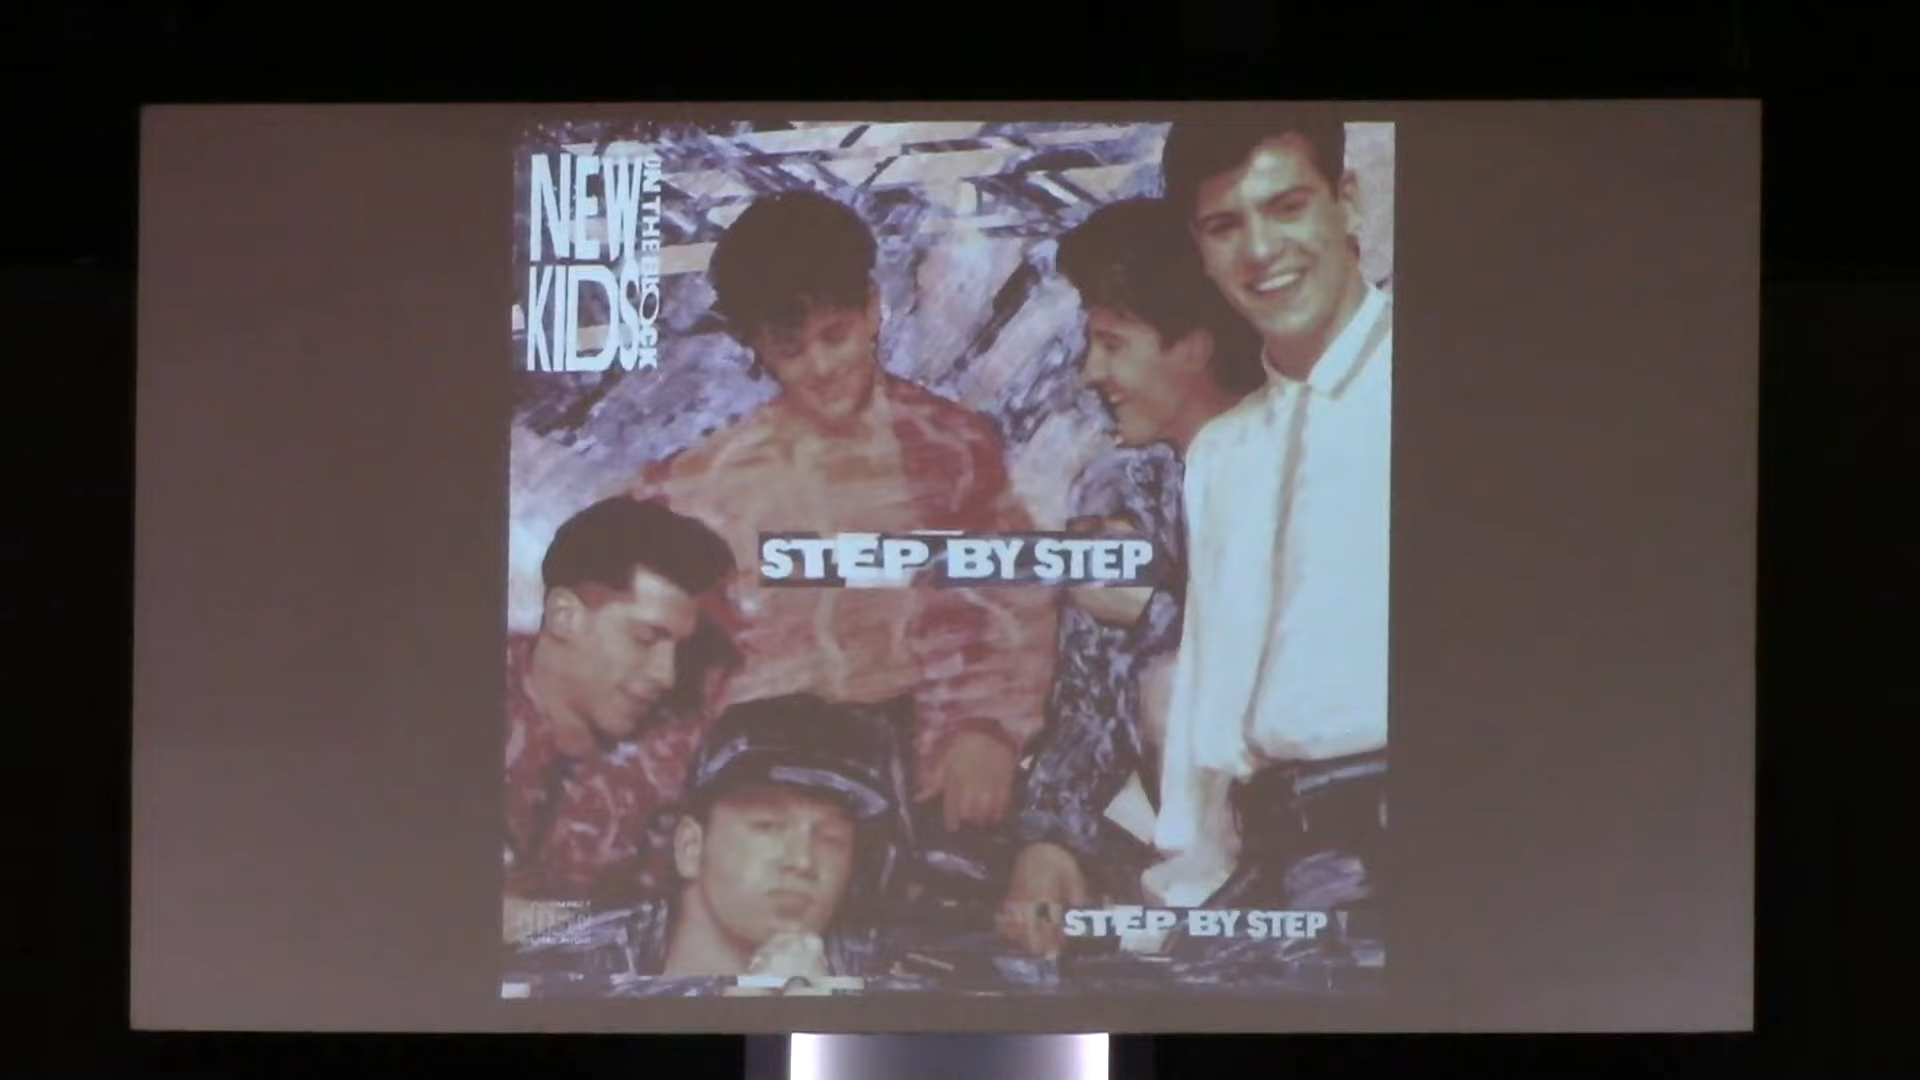 NEW
KIDS
ON THE BLOCK
STEP BY STEP
STEP BY STEP